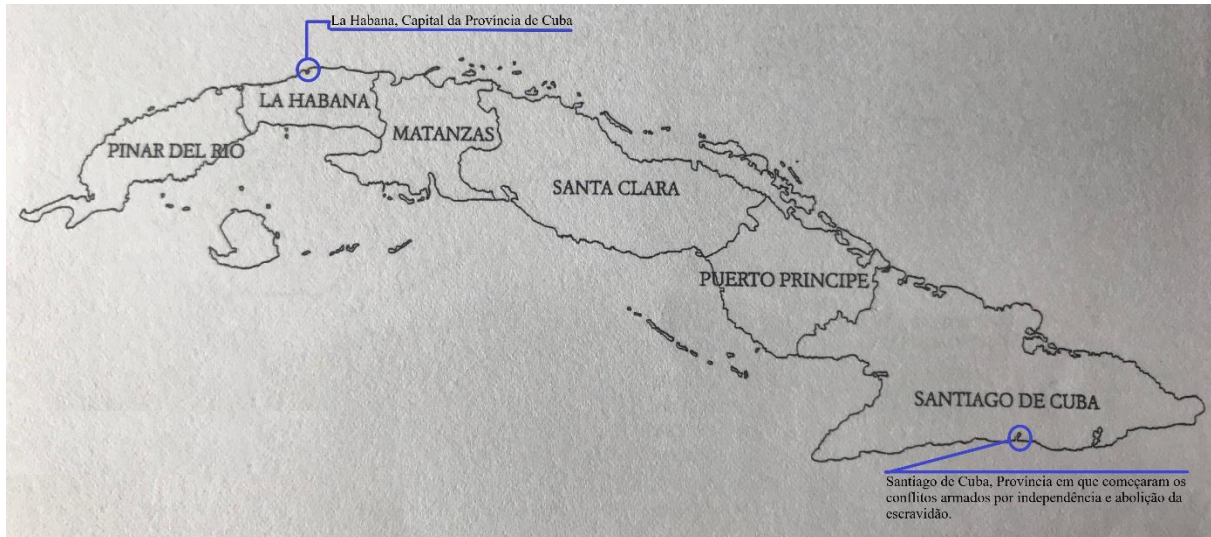 La Habana, Capital da Província de Cuba
LA HABANA
MATANZAS
PINAR DEL RIO
SANTA CLARA
PUERTO PRINCIPE
SANTIAGO DE CUBA
Santiago de Cuba, Província em que começaram os
conflitos armados por independência e abolição da
escravidão.